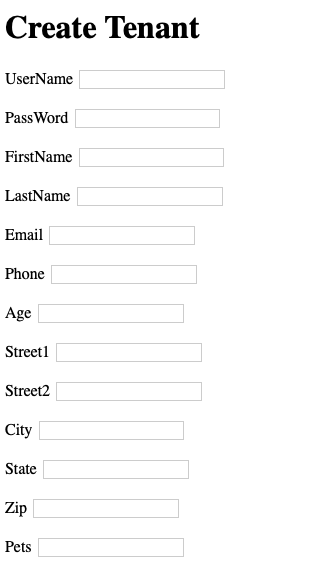 Create Tenant
UserName
PassWord
FirstName
LastName
Email
Phone
Age
Street1
Street2
City
State
Zip
Pets